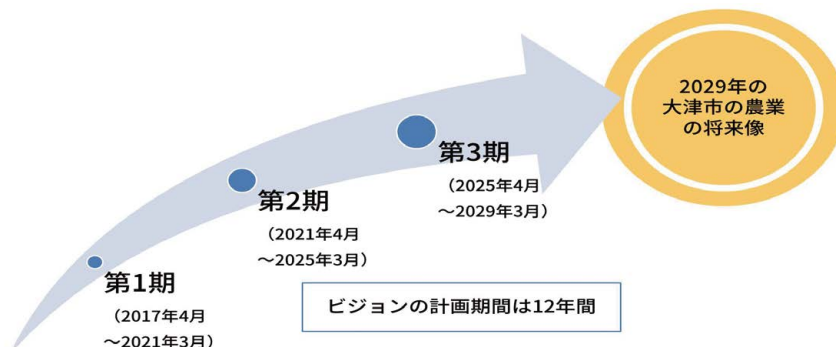 2029年の
大津市の農業
の将来像
第3期
（2025年4月
～2029年3月）
第2期
（2021年4月
～2025年3月）
第1期
（2017年4月
～2021年3月）
ビジョンの計画期間は12年間